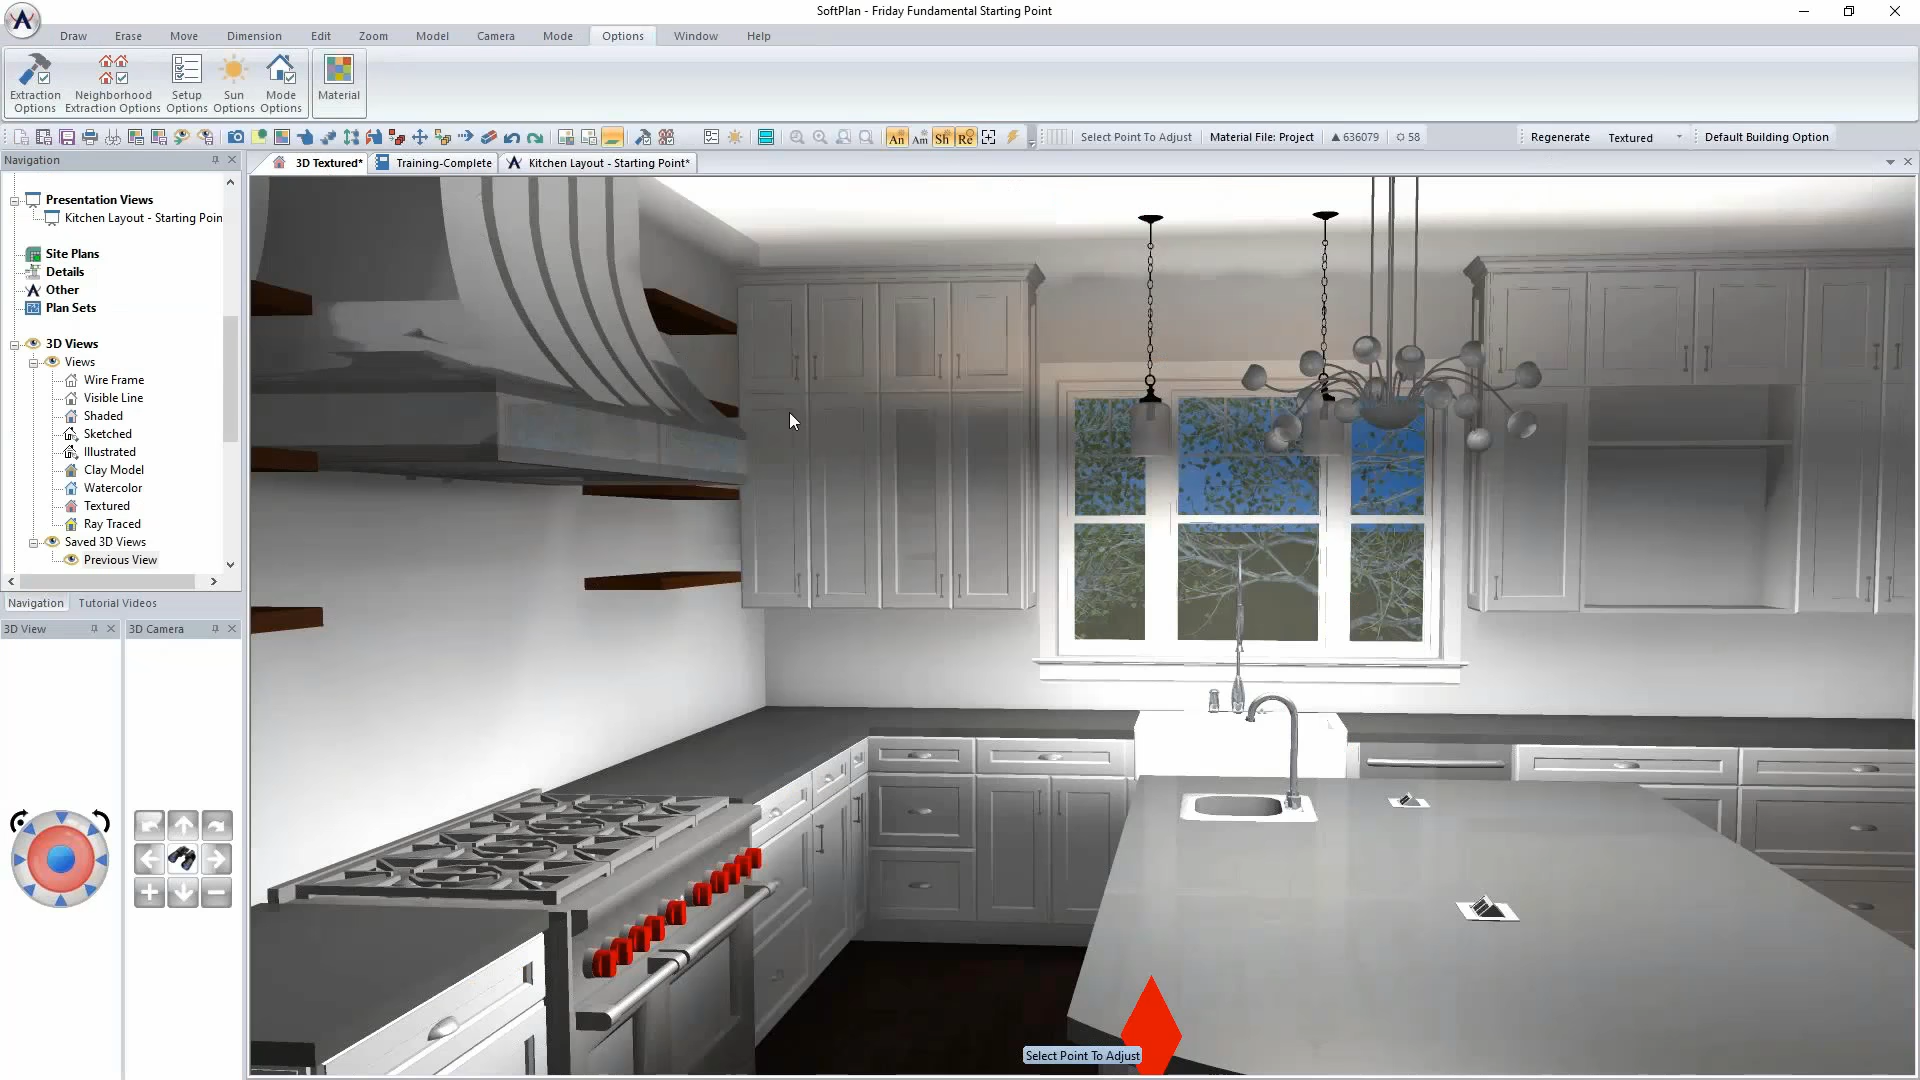 SoftPlan - Friday Fundamental Starting Point
Draw Erase Move Dimension Edit Zoom Model Camera Mode Options Window Help
Extraction Options
Neighborhood Extraction Options
Setup Options
Sun Options
Mode Options
Material
An Am Sh Re
Select Point To Adjust
Material File: Project
636079
58
Regenerate
Textured
Default Building Option
Navigation
3D Textured*
Training-Complete
Kitchen Layout - Starting Point*
Presentation Views
Kitchen Layout - Starting Poin
Site Plans
Details
Other
Plan Sets
3D Views
Views
Wire Frame
Visible Line
Shaded
Sketched
Illustrated
Clay Model
Watercolor
Textured
Ray Traced
Saved 3D Views
Previous View
Navigation
Tutorial Videos
3D View
3D Camera
Select Point To Adjust